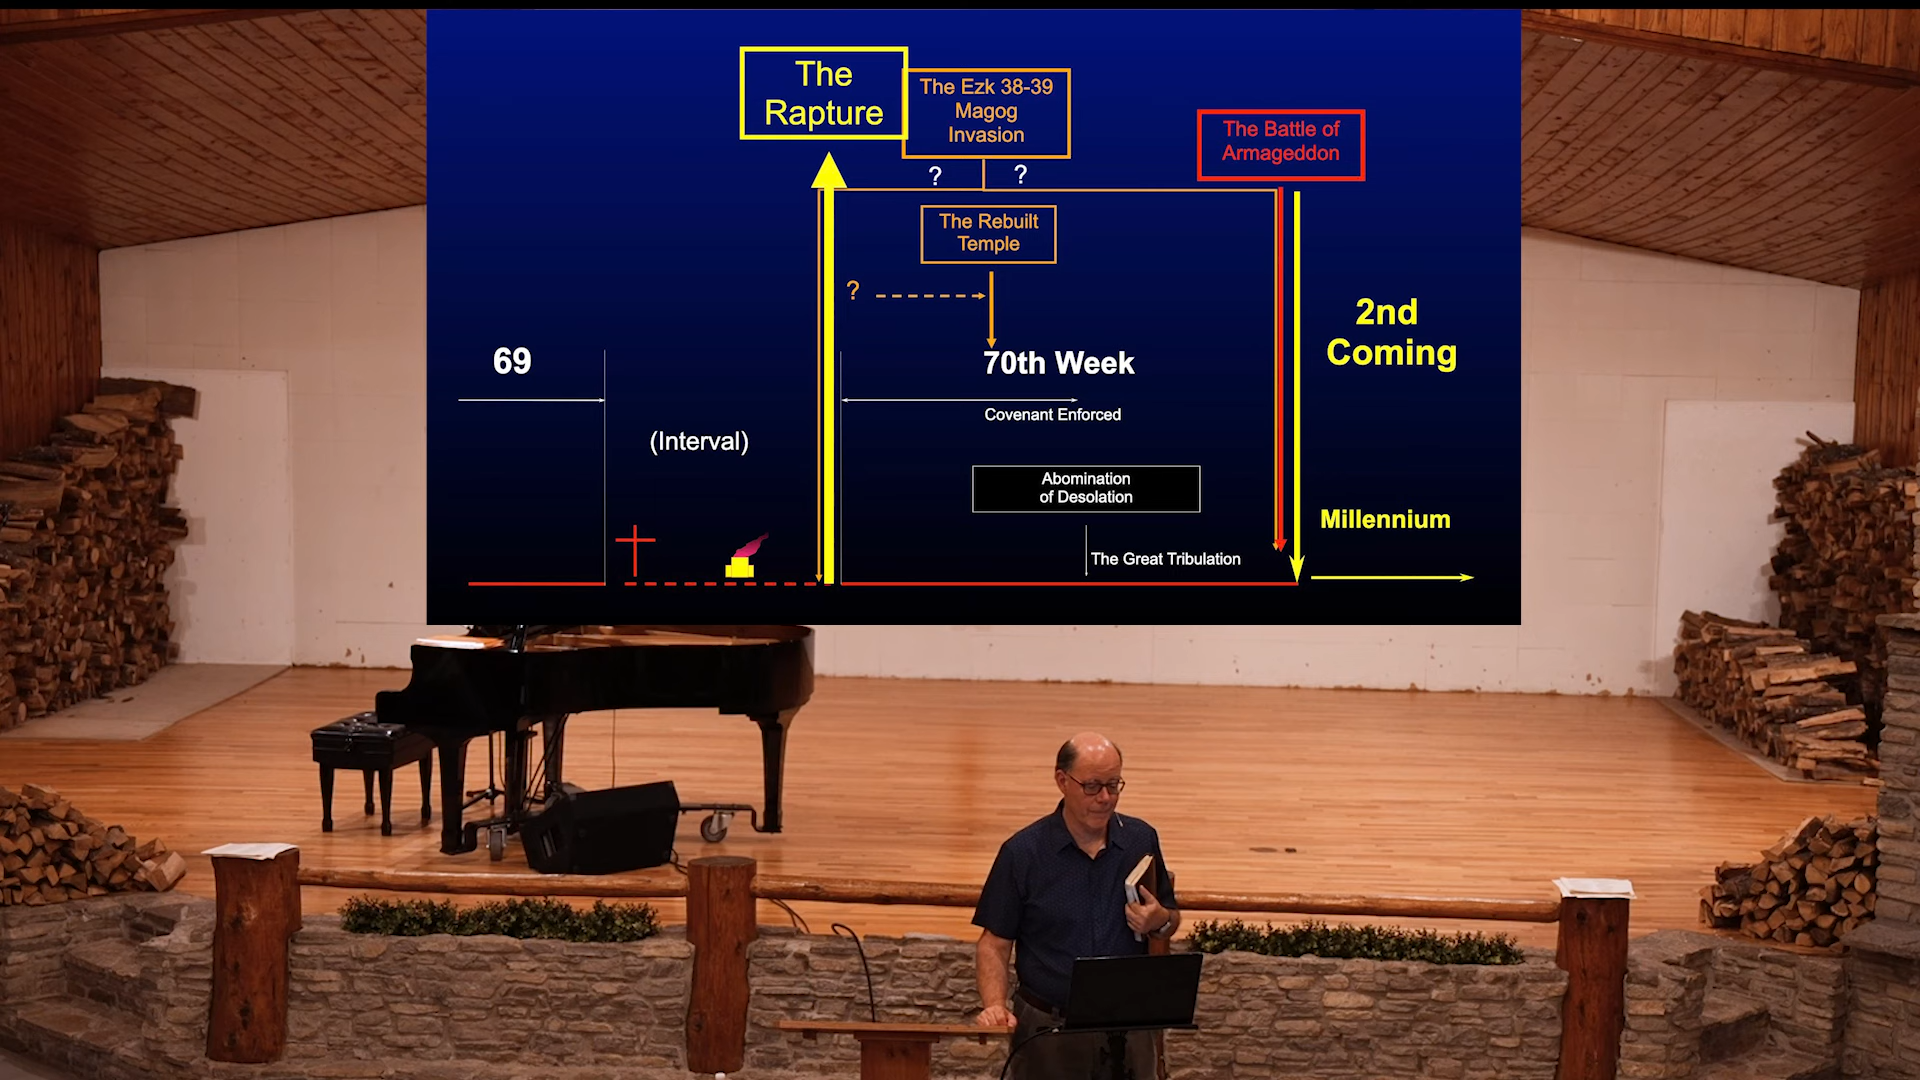 The
Rapture
The Ezk 38-39
Magog
Invasion
The Battle of
Armageddon
?
?
The Rebuilt
Temple
?
2nd
Coming
69
70th Week
Covenant Enforced
(Interval)
Abomination
of Desolation
Millennium
The Great Tribulation